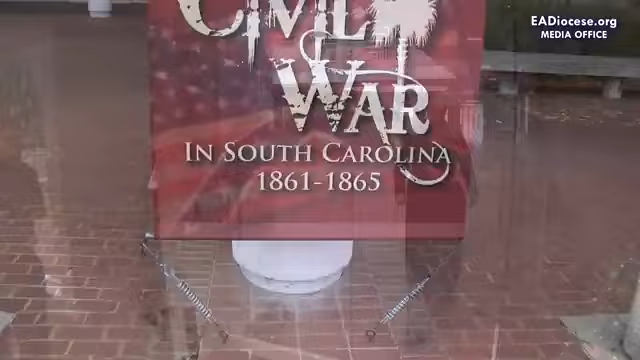 EADiocese.org
MEDIA OFFICE
CIVIL
WAR
IN SOUTH CAROLINA
1861-1865